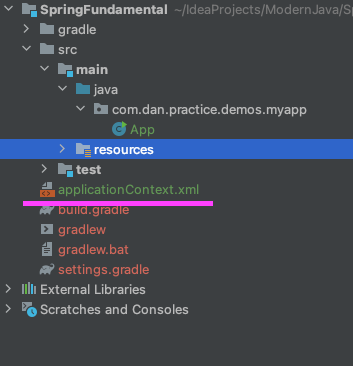 SpringFundamental ~/IdeaProjects/ModernJava/Sp
gradle
src
main
java
com.dan.practice.demos.myapp
App
resources
test
applicationContext.xml
build.gradle
gradlew
gradlew.bat
settings.gradle
External Libraries
Scratches and Consoles